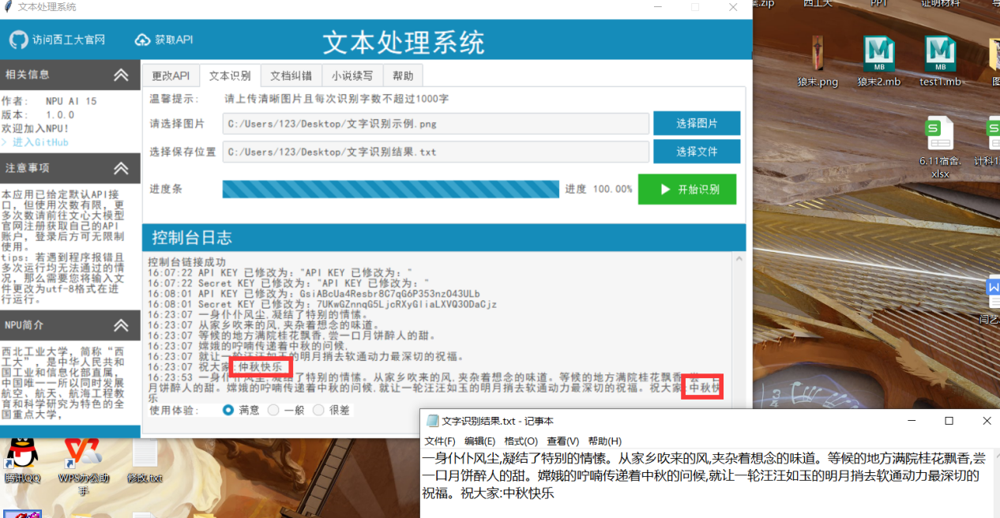 文本处理系统
案.zip
西工大
PPT
证明材料
访问西工大官网
获取API
文本处理系统
相关信息
作者： NPU AI 15
版本： 1.0.0
欢迎加入NPU!
> 进入GitHub
注意事项
本应用已给定默认API接
口，但使用次数有限，更
多次数请前往文心大模型
官网注册获取自己的API
账户，登录后方可无限制
使用。
tips：若遇到程序报错且
多次运行均无法通过的情
况，那么需要您将输入文
件更改为utf-8格式在进
行运行。
NPU简介
西北工业大学，简称“西
工大”，是中华人民共和
国工业和信息化部直属，
中国唯一一所以同时发展
航空、航天、航海工程教
育和科学研究为特色的全
国重点大学，
更改API
文本识别
文档纠错
小说续写
帮助
温馨提示： 请上传清晰图片且每次识别字数不超过1000字
请选择图片 C:/Users/123/Desktop/文字识别示例.png 选择图片
选择保存位置 C:/Users/123/Desktop/文字识别结果.txt 选择文件
进度条 进度 100.00% 开始识别
控制台日志
控制台链接成功
16:07:22 API KEY 已修改为："API KEY 已修改为："
16:07:22 Secret KEY 已修改为："API KEY 已修改为："
16:08:01 API KEY 已修改为：GsiABcUa4Resbr8C7qG6P353nzO43ULb
16:08:01 Secret KEY 已修改为：7UKwGZnnqG5LjcRXyGIiaLXVQ3ODaCjz
16:23:07 一身仆仆风尘,凝结了特别的情愫。
16:23:07 从家乡吹来的风,夹杂着想念的味道。
16:23:07 等候的地方满院桂花飘香,尝一口月饼醉人的甜。
16:23:07 嫦娥的咛喃传递着中秋的问候,
16:23:07 就让一轮汪汪如玉的明月捎去软通动力最深切的祝福。
16:23:07 祝大家:仲秋快乐
16:23:53 一身仆仆风尘,凝结了特别的情愫。从家乡吹来的风,夹杂着想念的味道。等候的地方满院桂花飘香,尝一口
月饼醉人的甜。嫦娥的咛喃传递着中秋的问候,就让一轮汪汪如玉的明月捎去软通动力最深切的祝福。祝大家:中秋快
乐
使用体验： 满意 一般 很差
狼末.png
狼末2.mb
test1.mb
图
MB
MB
S
S
6.11宿舍.
xlsx
计科1
W
闫艺
腾讯QQ
WPS办公助
手
修改.txt
文字识别结果.txt - 记事本
文件(F) 编辑(E) 格式(O) 查看(V) 帮助(H)
一身仆仆风尘,凝结了特别的情愫。从家乡吹来的风,夹杂着想念的味道。等候的地方满院桂花飘香,尝
一口月饼醉人的甜。嫦娥的咛喃传递着中秋的问候,就让一轮汪汪如玉的明月捎去软通动力最深切的
祝福。祝大家:中秋快乐